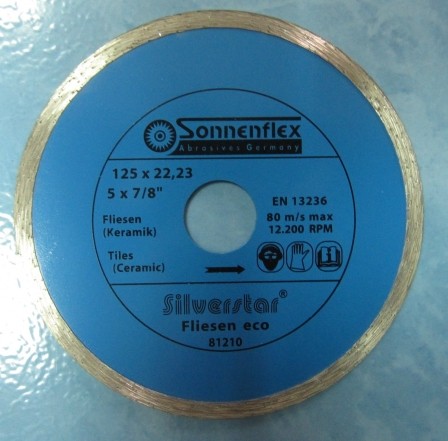 Sonnenflex
Abrasives Germany
125 x 22,23
5 x 7/8"
EN 13236
80 m/s max
12.200 RPM
Fliesen
(Keramik)
Tiles
(Ceramic)
Silverstar®
Fliesen eco
81210